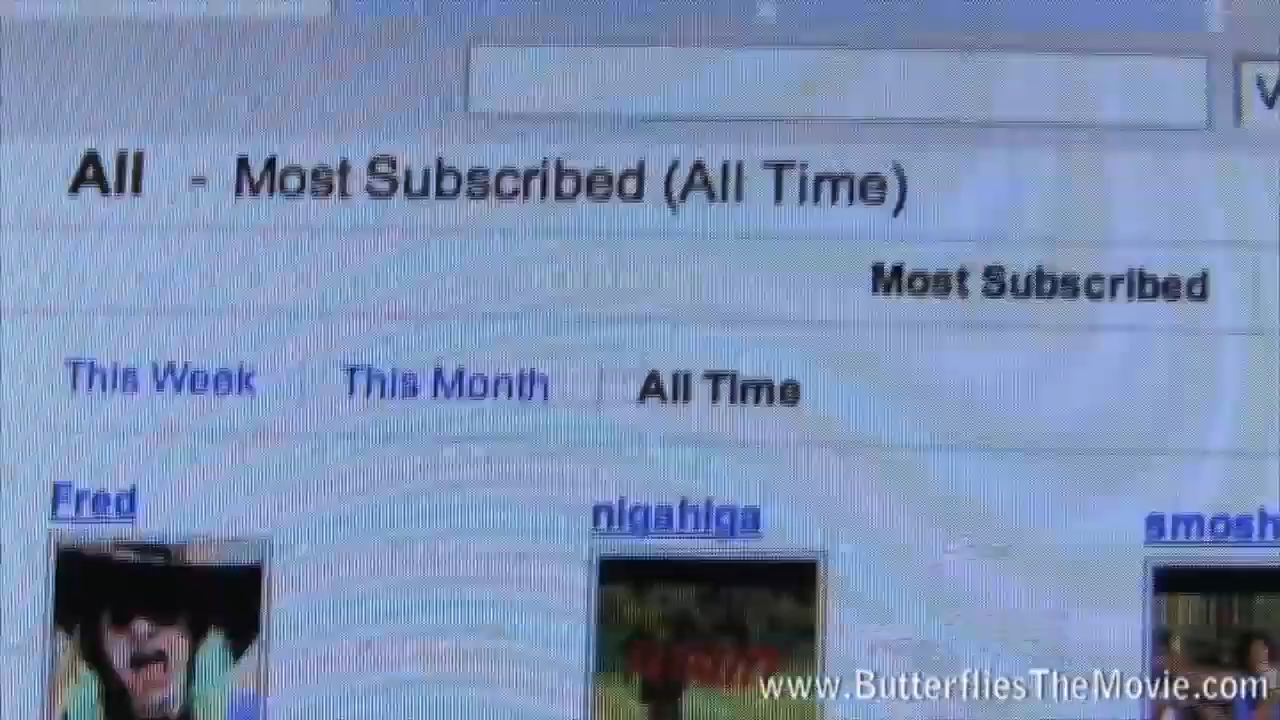 All - Most Subscribed (All Time)
Most Subscribed
This Week This Month All Time
Fred nigahiga smosh
www.ButterfliesTheMovie.com